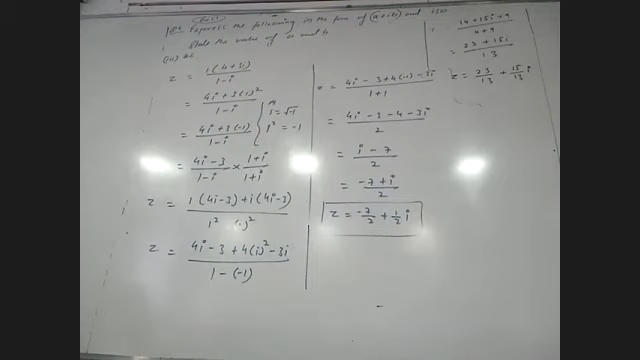 Express the following in the form of (a+ib) and also
State the value of a and b
z = i(4+3i) / 1-i
= 4i+3(i)² / 1-i
= 4i+3(-1) / 1-i
i = √-1
i² = -1
= 4i-3 / 1-i × 1+i / 1+i
z = 1(4i-3)+i(4i-3) / 1² (i)²
z = 4i-3+4(i)²-3i / 1-(-1)
z = 4i-3+4(-1)-3i / 1+1
= 4i-3-4-3i / 2
= i-7 / 2
= -7+i / 2
z = -7/2 + 1/2 i
14+15i+9 / 4+9
= 23+15i / 13
z = 23/13 + 15/13 i